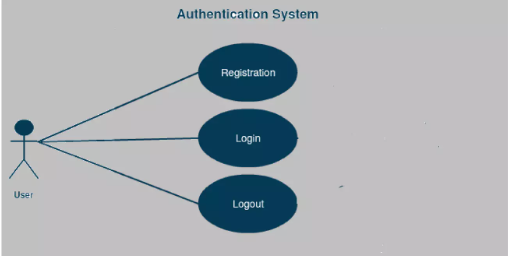 Authentication System
Registration
Login
User
Logout